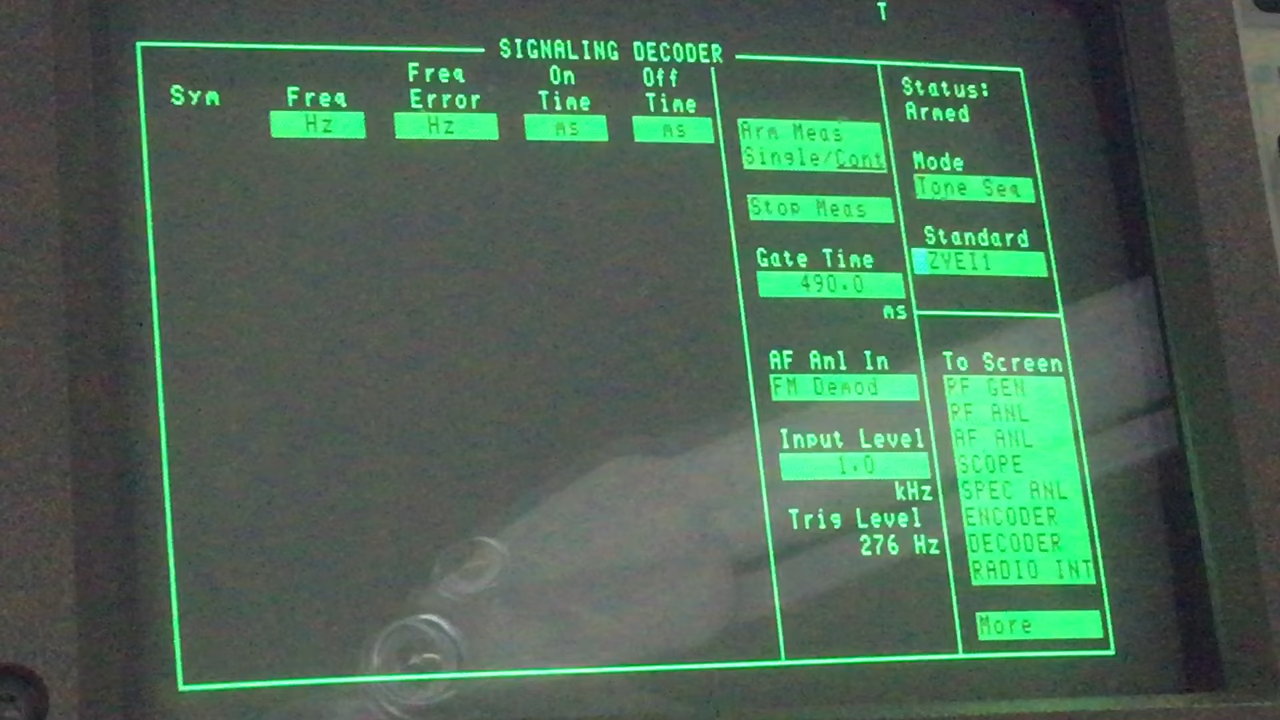 T
SIGNALING DECODER
Sym
Freq
Hz
Freq
Error
Hz
On
Time
ms
Off
Time
ms
Arm Meas
Single/Cont
Stop Meas
Gate Time
490.0
ms
AF Anl In
FM Demod
Input Level
1.0
kHz
Trig Level
276 Hz
Status:
Armed
Mode
Tone Seq
Standard
ZVEI1
To Screen
RF GEN
RF ANL
AF ANL
SCOPE
SPEC ANL
ENCODER
DECODER
RADIO INT
More